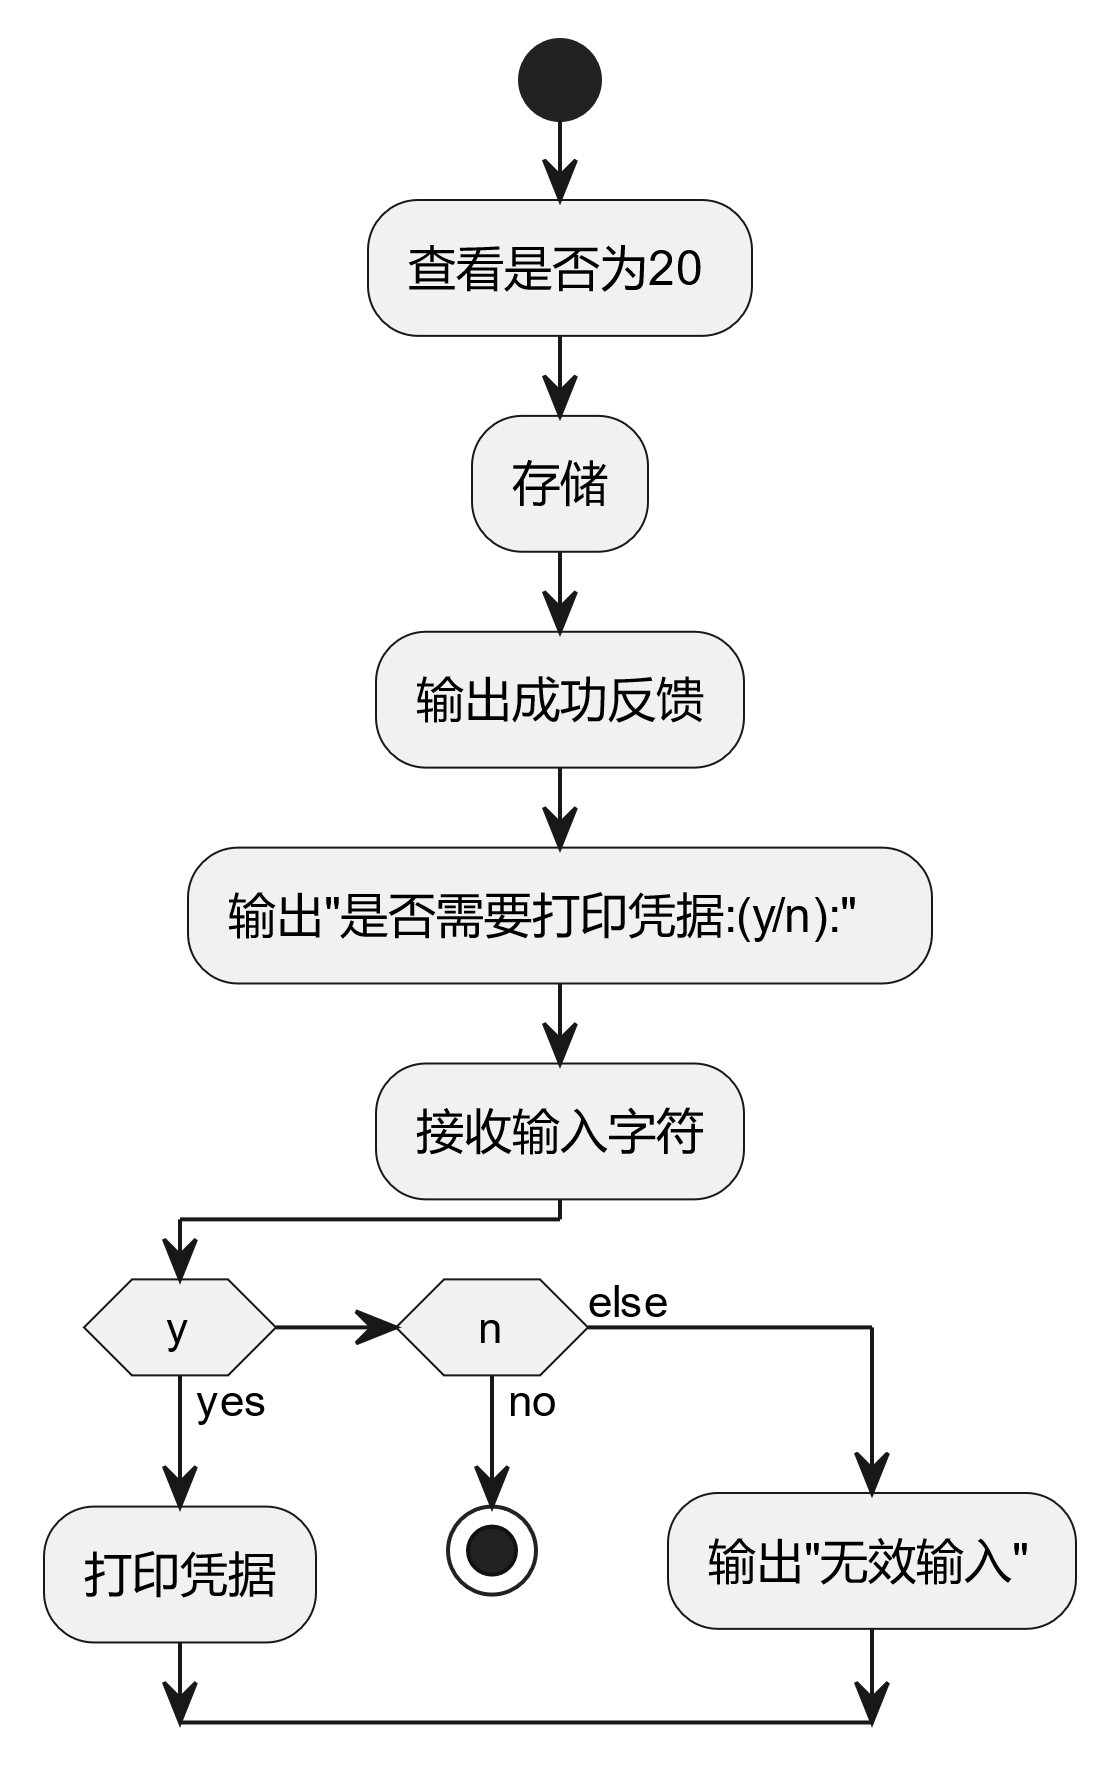 查看是否为20
存储
输出成功反馈
输出"是否需要打印凭据:(y/n):"
接收输入字符
y
n
else
yes
no
打印凭据
输出"无效输入"